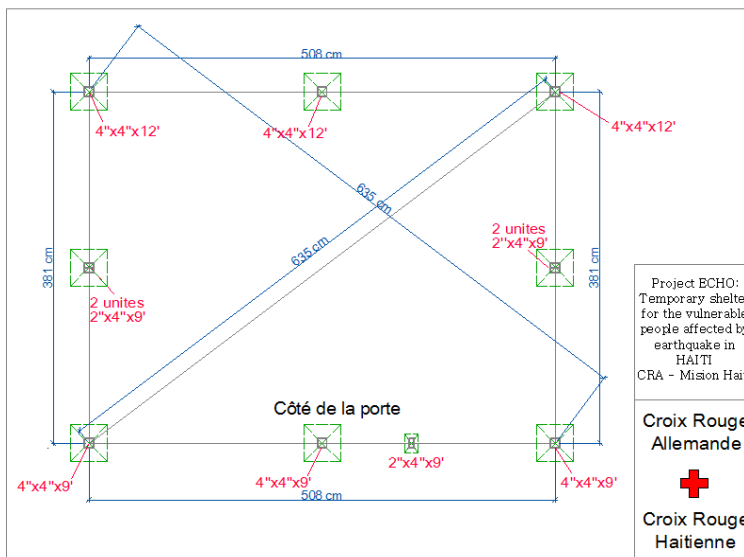 508 cm
4"x4"x12'
4"x4"x12'
4"x4"x12'
635 cm
635 cm
2 unites
2"x4"x9'
381 cm
381 cm
2 unites
2"x4"x9'
Côté de la porte
2"x4"x9'
4"x4"x9'
4"x4"x9'
4"x4"x9'
508 cm
Project ECHO:
Temporary shelte
for the vulnerable
people affected by
earthquake in
HAITI
CRA - Mision Hai
Croix Rouge
Allemande
Croix Rouge
Haitienne